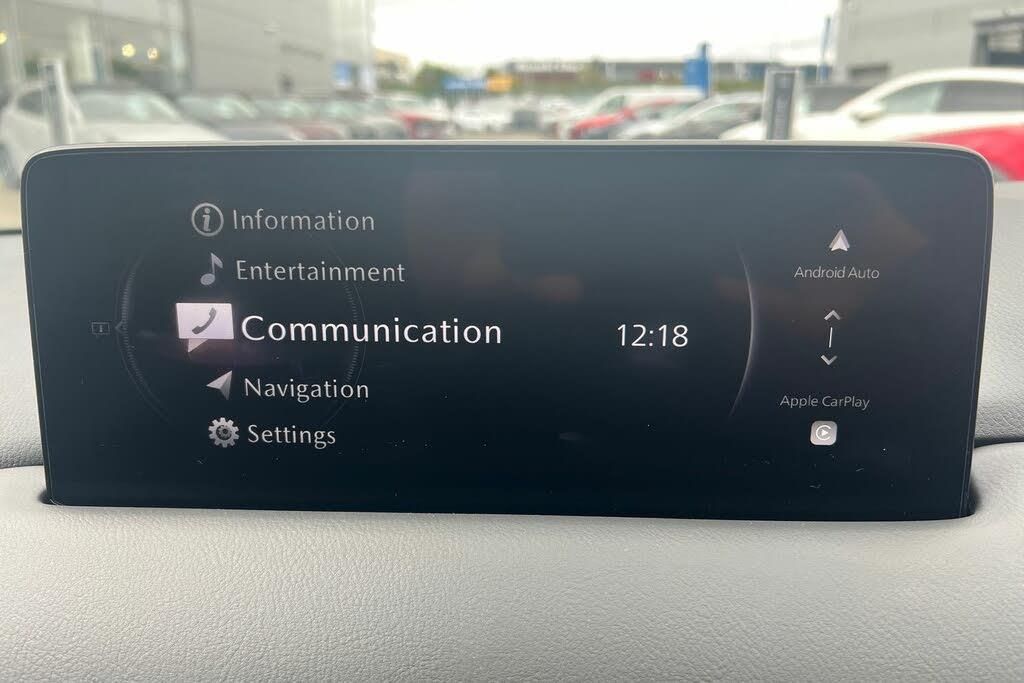 Information
Entertainment
Communication
12:18
Navigation
Settings
Android Auto
Apple CarPlay